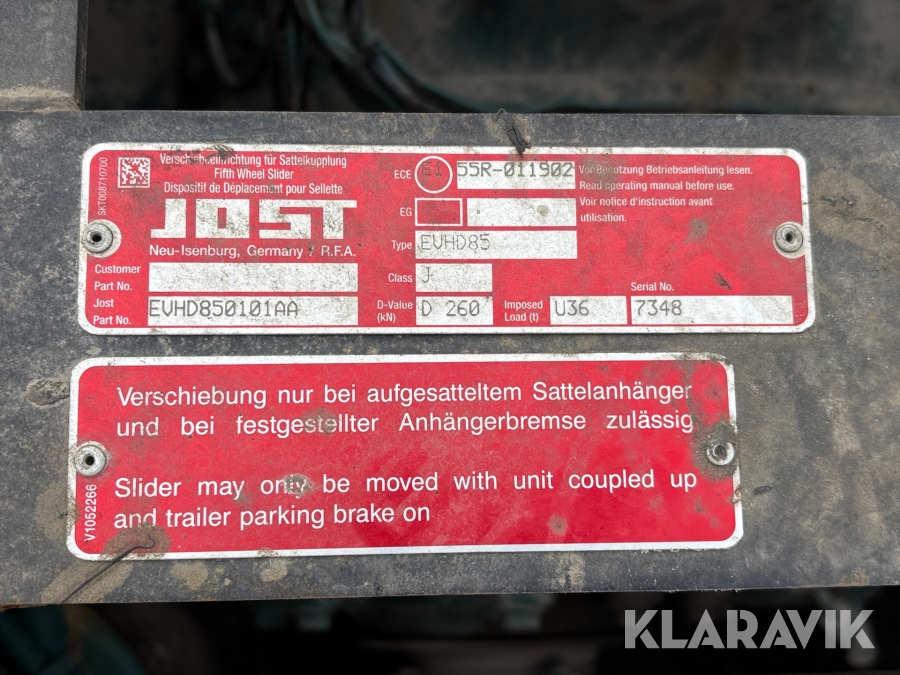 SKT008710700
Verschiebeeinrichtung für Sattelkupplung
Fifth Wheel Slider
Dispositif de Déplacement pour Sellette
JOST
Neu-Isenburg, Germany / R.F.A.
Customer
Part No.
Jost
Part No. EVHD850101AA
ECE E1 55R-011902
EG
Type EVHD85
Class J
D-Value
(kN) D 260
Imposed
Load (t) U36
Serial No.
7348
Vor Benutzung Betriebsanleitung lesen.
Read operating manual before use.
Voir notice d'instruction avant
utilisation.
Verschiebung nur bei aufgesatteltem Sattelanhänger
und bei festgestellter Anhängerbremse zulässig
Slider may only be moved with unit coupled up
and trailer parking brake on
V1052266
KLARAVIK